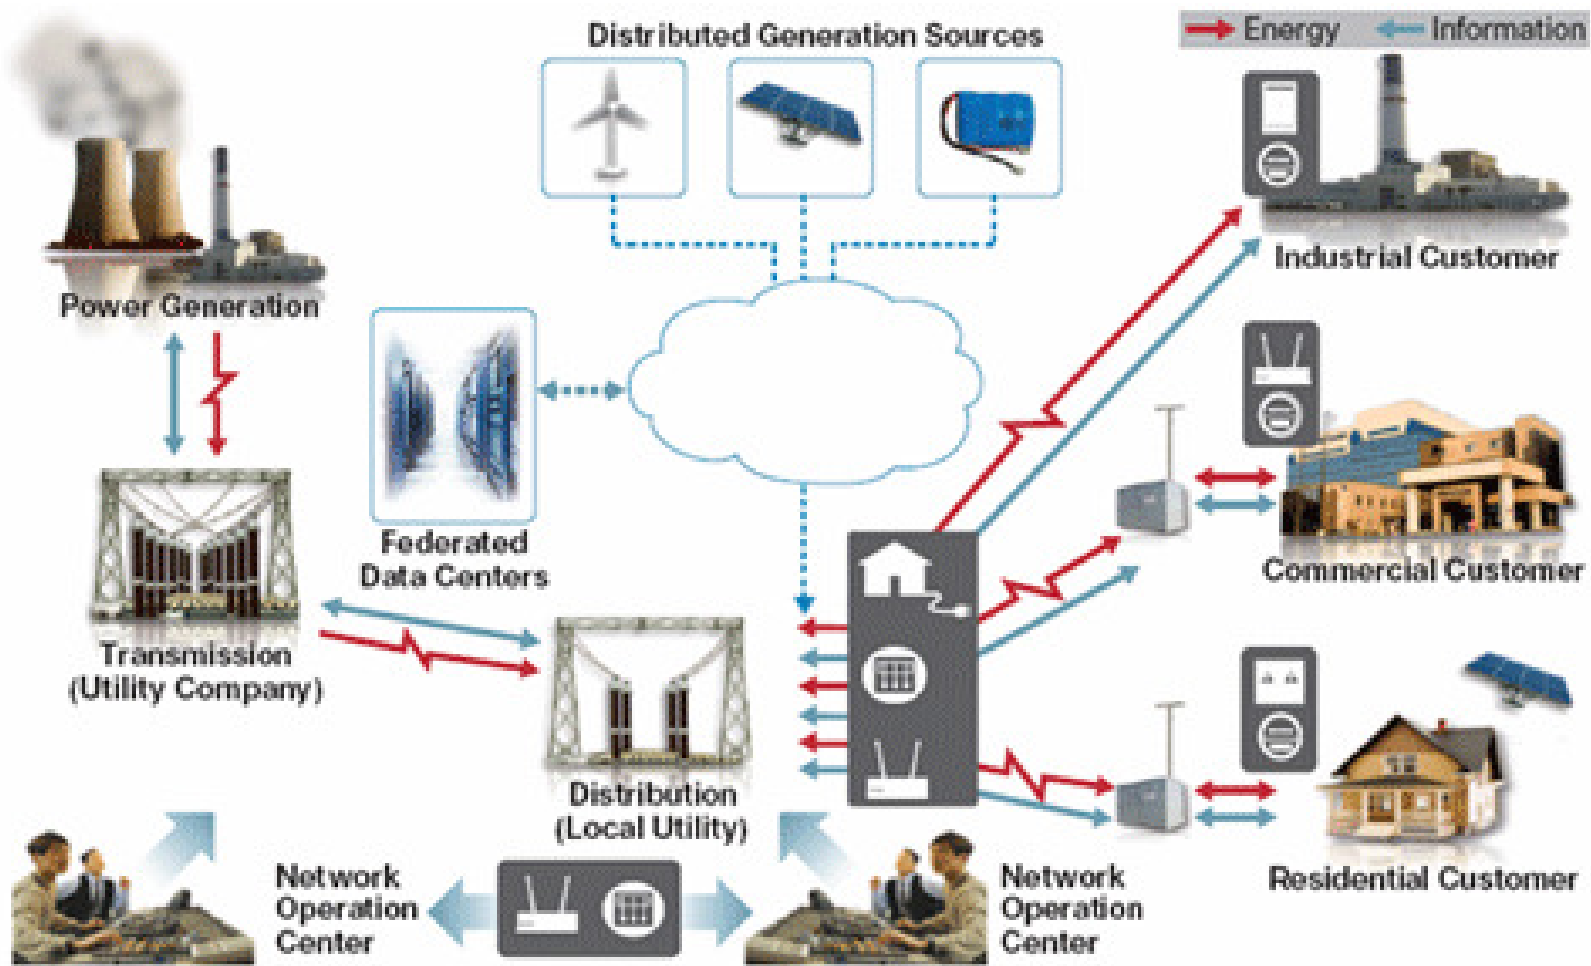 Distributed Generation Sources
Energy
Information
Power Generation
Industrial Customer
Federated
Data Centers
Commercial Customer
Transmission
(Utility Company)
Distribution
(Local Utility)
Residential Customer
Network
Operation
Center
Network
Operation
Center